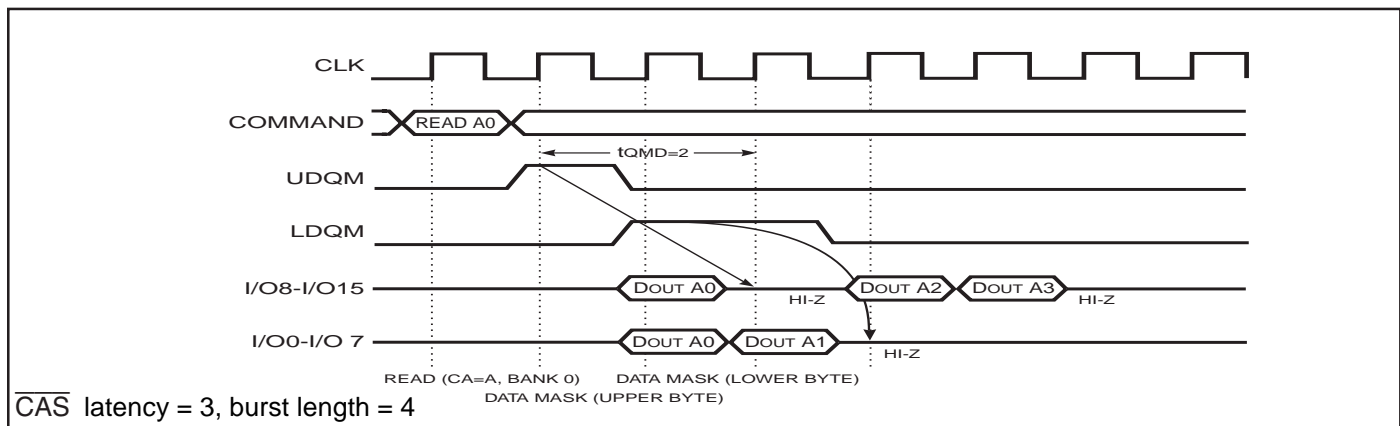 CLK
COMMAND READ A0
tQMD=2
UDQM
LDQM
I/O8-I/O15 DOUT A0 HI-Z DOUT A2 DOUT A3 HI-Z
I/O0-I/O 7 DOUT A0 DOUT A1 HI-Z
READ (CA=A, BANK 0) DATA MASK (LOWER BYTE)
DATA MASK (UPPER BYTE)
CAS latency = 3, burst length = 4